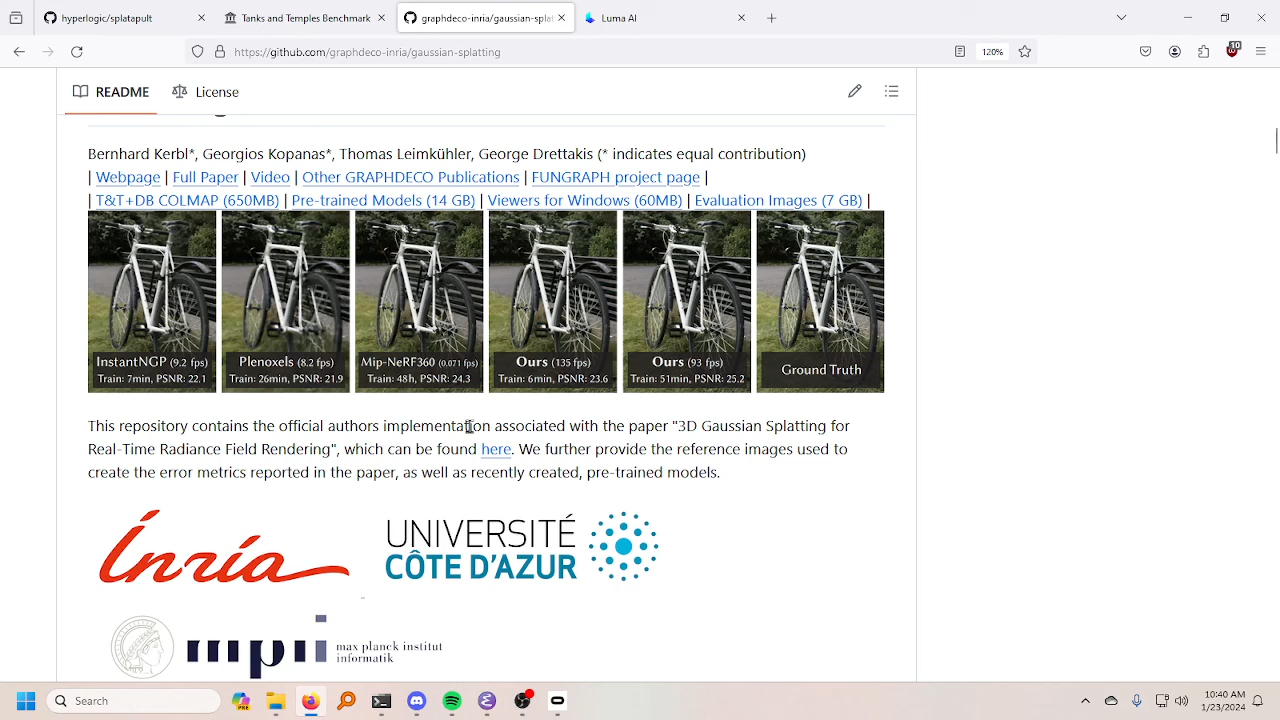 hyperlogic/splatapult
Tanks and Temples Benchmark
graphdeco-inria/gaussian-splat
Luma AI
https://github.com/graphdeco-inria/gaussian-splatting
120%
10
README
License
Bernhard Kerbl*, Georgios Kopanas*, Thomas Leimkühler, George Drettakis (* indicates equal contribution)
| Webpage | Full Paper | Video | Other GRAPHDECO Publications | FUNGRAPH project page |
| T&T+DB COLMAP (650MB) | Pre-trained Models (14 GB) | Viewers for Windows (60MB) | Evaluation Images (7 GB) |
InstantNGP (9.2 fps)
Train: 7min, PSNR: 22.1
Plenoxels (8.2 fps)
Train: 26min, PSNR: 21.9
Mip-NeRF360 (0.071 fps)
Train: 48h, PSNR: 24.3
Ours (135 fps)
Train: 6min, PSNR: 23.6
Ours (93 fps)
Train: 51min, PSNR: 25.2
Ground Truth
This repository contains the official authors implementation associated with the paper "3D Gaussian Splatting for
Real-Time Radiance Field Rendering", which can be found here. We further provide the reference images used to
create the error metrics reported in the paper, as well as recently created, pre-trained models.
Inria
UNIVERSITÉ
CÔTE D'AZUR
mpii
max planck institut
informatik
Search
PRE
10:40 AM
1/23/2024